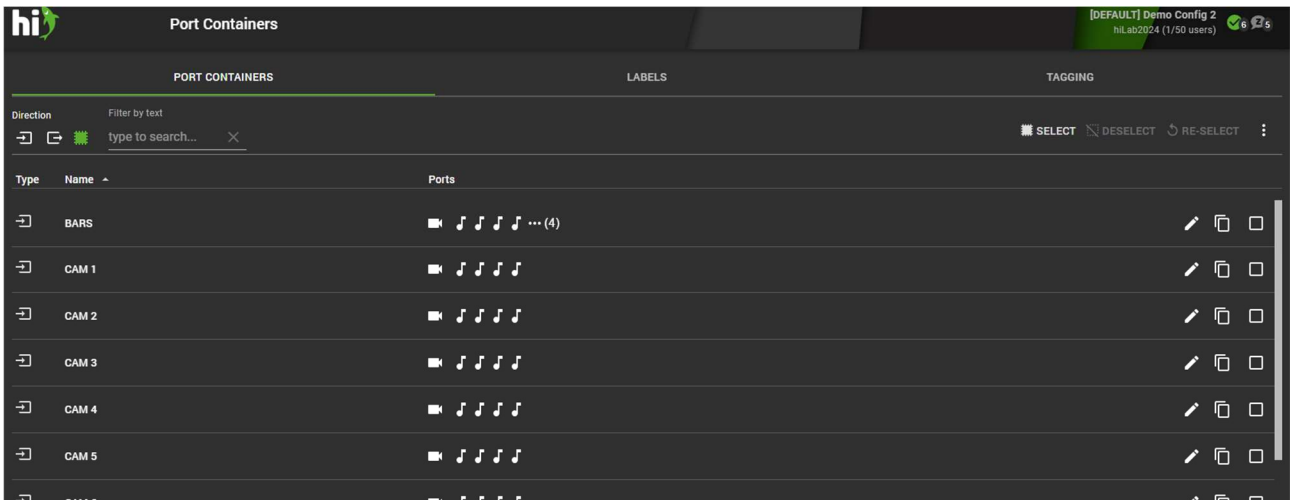 hi
Port Containers
[DEFAULT] Demo Config 2
hiLab2024 (1/50 users)
6
5
PORT CONTAINERS
LABELS
TAGGING
Direction
Filter by text
type to search...
SELECT
DESELECT
RE-SELECT
Type
Name
Ports
BARS
(4)
CAM 1
CAM 2
CAM 3
CAM 4
CAM 5